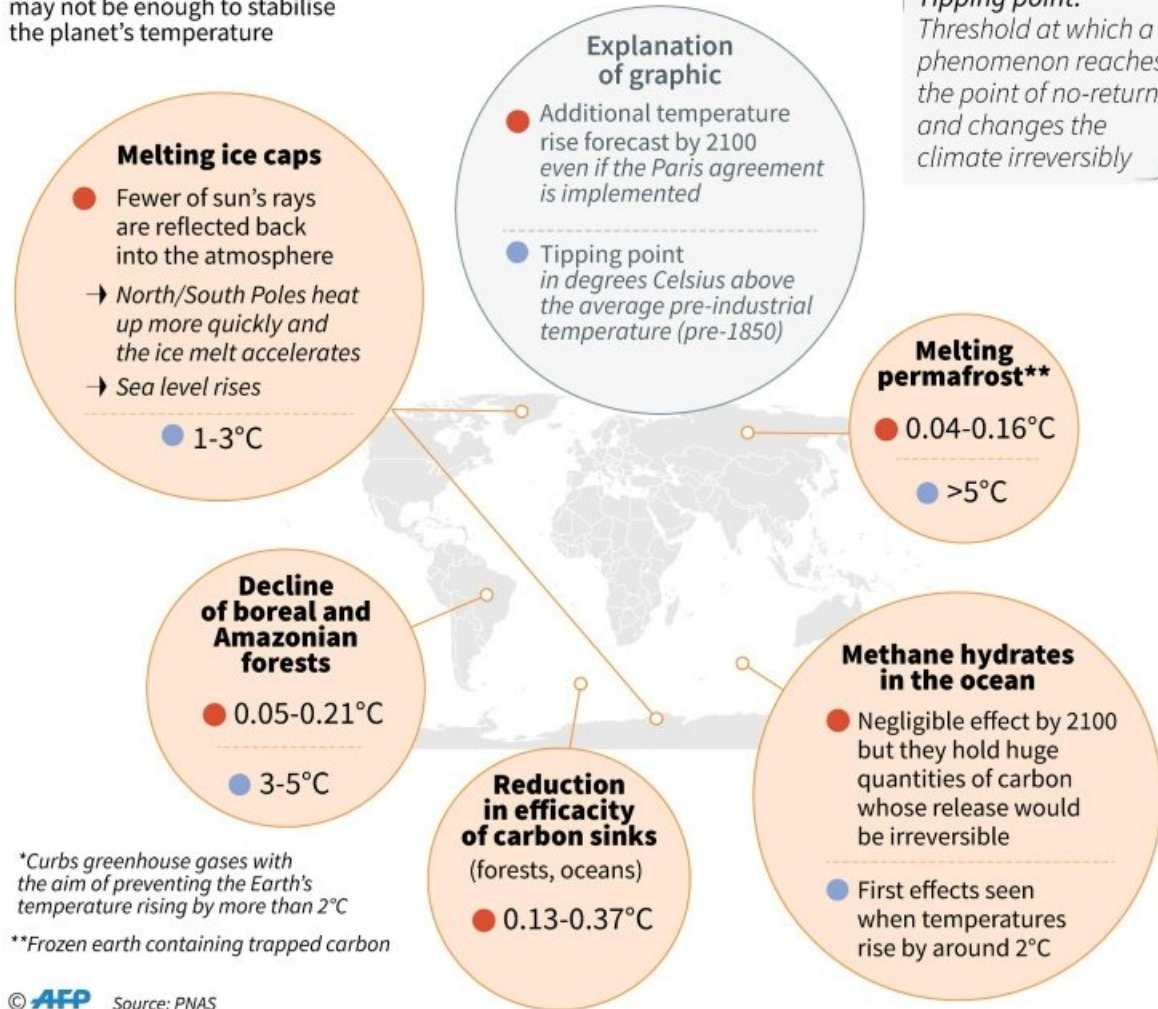 may not be enough to stabilise
the planet's temperature
Tipping point:
Threshold at which a
phenomenon reaches
the point of no-return
and changes the
climate irreversibly
Explanation
of graphic
Additional temperature
rise forecast by 2100
even if the Paris agreement
is implemented
Tipping point
in degrees Celsius above
the average pre-industrial
temperature (pre-1850)
Melting ice caps
Fewer of sun's rays
are reflected back
into the atmosphere
→ North/South Poles heat
up more quickly and
the ice melt accelerates
→ Sea level rises
1-3°C
Melting
permafrost**
0.04-0.16°C
>5°C
Decline
of boreal and
Amazonian
forests
0.05-0.21°C
3-5°C
Reduction
in efficacity
of carbon sinks
(forests, oceans)
0.13-0.37°C
Methane hydrates
in the ocean
Negligible effect by 2100
but they hold huge
quantities of carbon
whose release would
be irreversible
First effects seen
when temperatures
rise by around 2°C
*Curbs greenhouse gases with
the aim of preventing the Earth's
temperature rising by more than 2°C
**Frozen earth containing trapped carbon
© AFP Source: PNAS